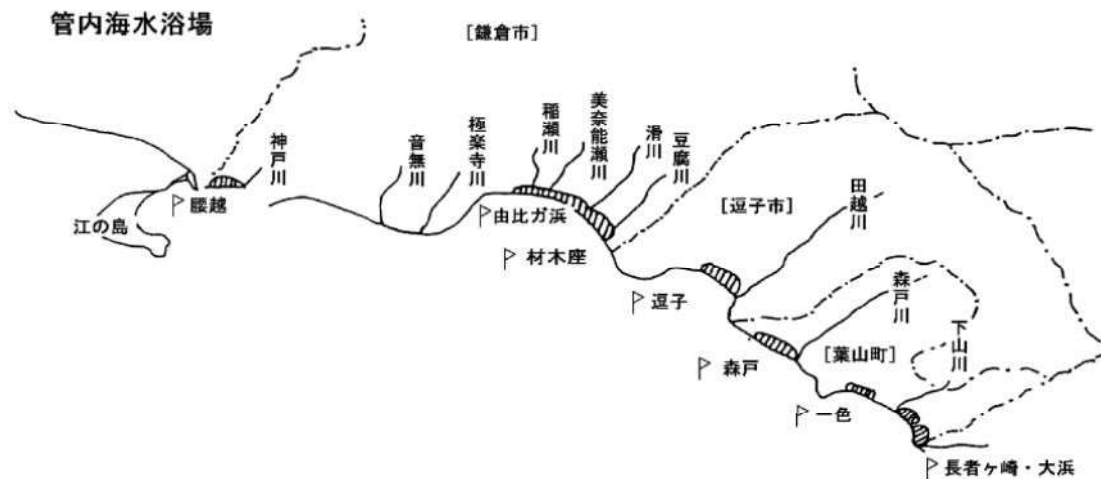 管内海水浴場
[鎌倉市]
神戸川
音無川
極楽寺川
稲瀬川
美奈能瀬川
滑川
豆腐川
腰越
江の島
由比ガ浜
材木座
[逗子市]
田越川
逗子
森戸川
下山川
[葉山町]
森戸
一色
長者ヶ崎・大浜